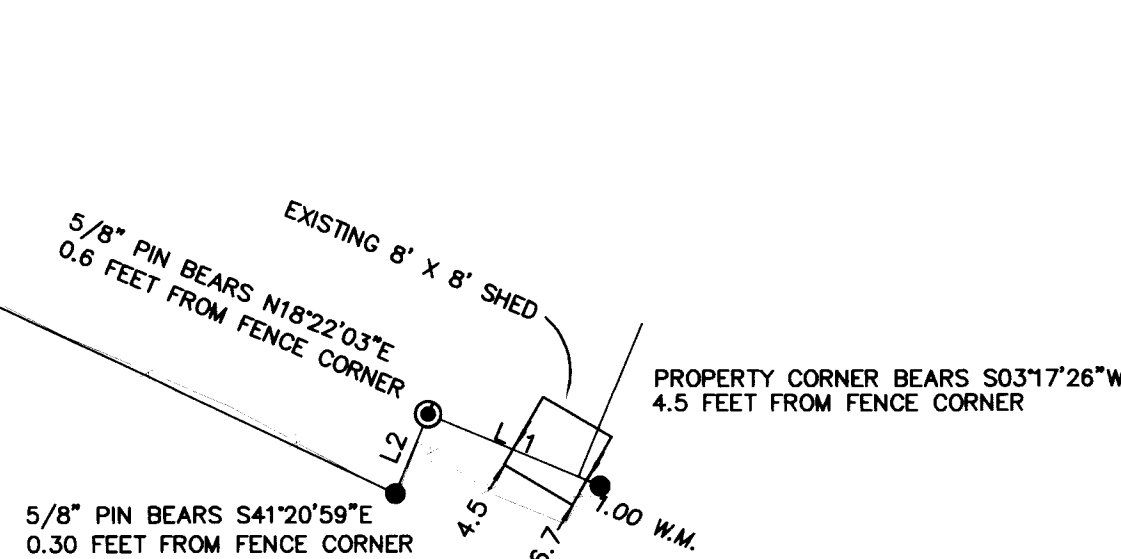 EXISTING 8' X 8' SHED
5/8" PIN BEARS N18°22'03"E
0.6 FEET FROM FENCE CORNER
PROPERTY CORNER BEARS S03°17'26"W
4.5 FEET FROM FENCE CORNER
L1
L2
4.5
6.7
1.00 W.M.
5/8" PIN BEARS S41°20'59"E
0.30 FEET FROM FENCE CORNER